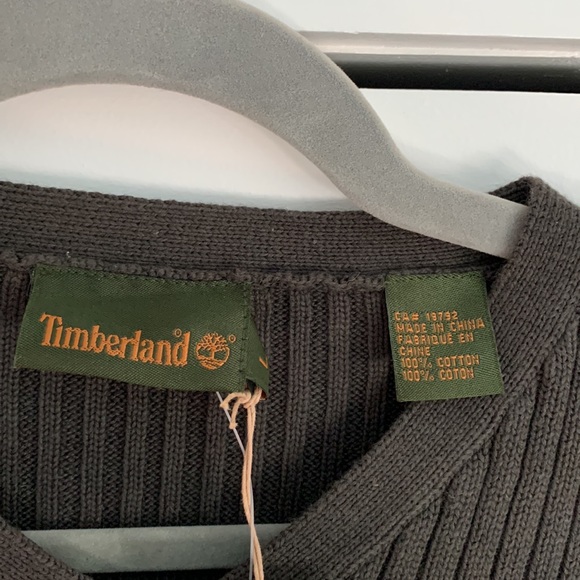 Timberland®
CA# 18792
MADE IN CHINA
FABRIQUÉ EN
CHINE
100% COTTON
100% COTON